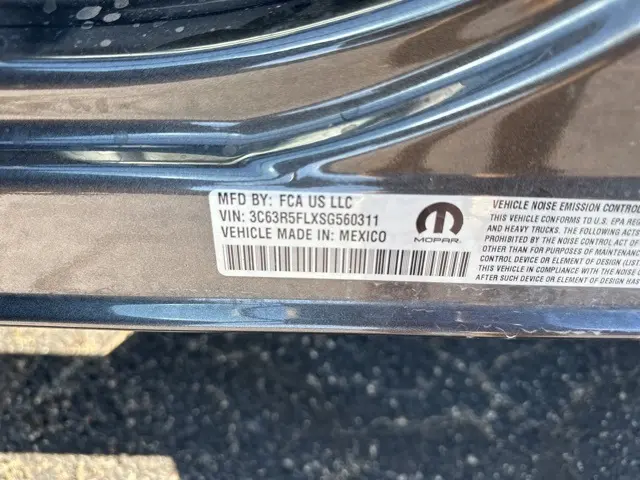 MFD BY: FCA US LLC
VIN: 3C63R5FLXSG560311
VEHICLE MADE IN: MEXICO
MOPAR
VEHICLE NOISE EMISSION CONTROL
THIS VEHICLE CONFORMS TO U.S. EPA REG
AND HEAVY TRUCKS. THE FOLLOWING ACTS
PROHIBITED BY THE NOISE CONTROL ACT OF
OTHER THAN FOR PURPOSES OF MAINTENANC
CONTROL DEVICE OR ELEMENT OF DESIGN (LIST
THIS VEHICLE IN COMPLIANCE WITH THE NOISE
AFTER SUCH DEVICE OR ELEMENT OF DESIGN HAS